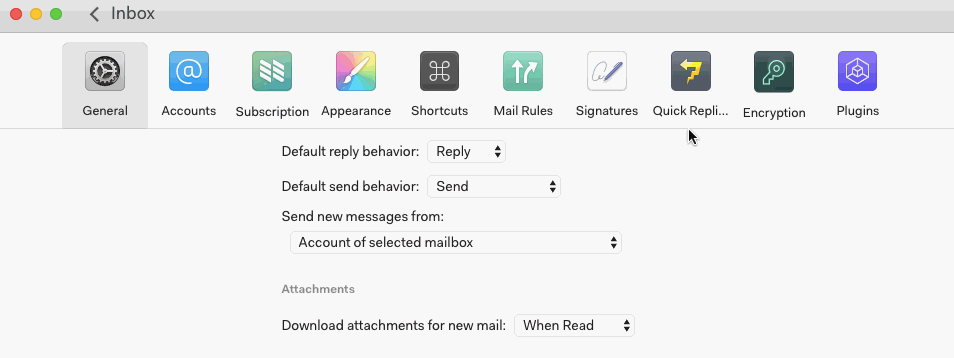 Inbox
General Accounts Subscription Appearance Shortcuts Mail Rules Signatures Quick Repli... Encryption Plugins
Default reply behavior: Reply
Default send behavior: Send
Send new messages from:
Account of selected mailbox
Attachments
Download attachments for new mail: When Read